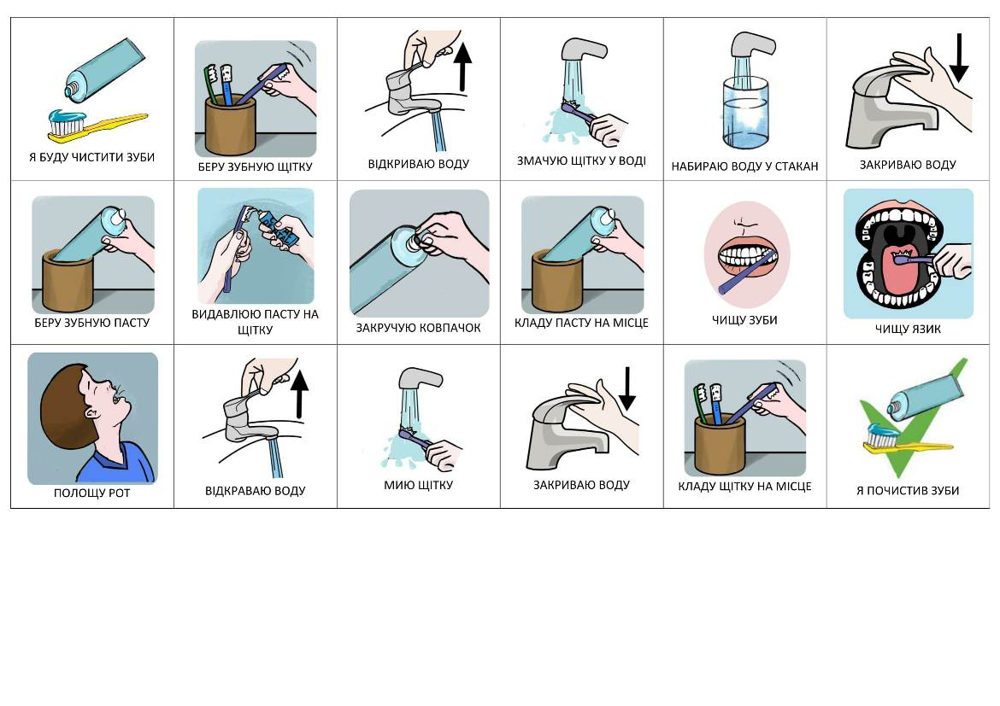 Я БУДУ ЧИСТИТИ ЗУБИ
БЕРУ ЗУБНУЮ ЩІТКУ
ВІДКРИВАЮ ВОДУ
ЗМАЧУЮ ЩІТКУ У ВОДІ
НАБИРАЮ ВОДУ У СТАКАН
ЗАКРИВАЮ ВОДУ
БЕРУ ЗУБНУЮ ПАСТУ
ВИДАВЛЮЮ ПАСТУ НА
ЩІТКУ
ЗАКРУЧУЮ КОВПАЧОК
КЛАДУ ПАСТУ НА МІСЦЕ
ЧИЩУ ЗУБИ
ЧИЩУ ЯЗИК
ПОЛОЩУ РОТ
ВІДКРАВАЮ ВОДУ
МИЮ ЩІТКУ
ЗАКРИВАЮ ВОДУ
КЛАДУ ЩІТКУ НА МІСЦЕ
Я ПОЧИСТИВ ЗУБИ